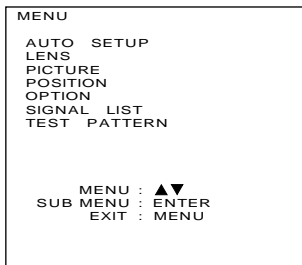 MENU
AUTO SETUP
LENS
PICTURE
POSITION
OPTION
SIGNAL LIST
TEST PATTERN
MENU : ▲▼
SUB MENU : ENTER
EXIT : MENU